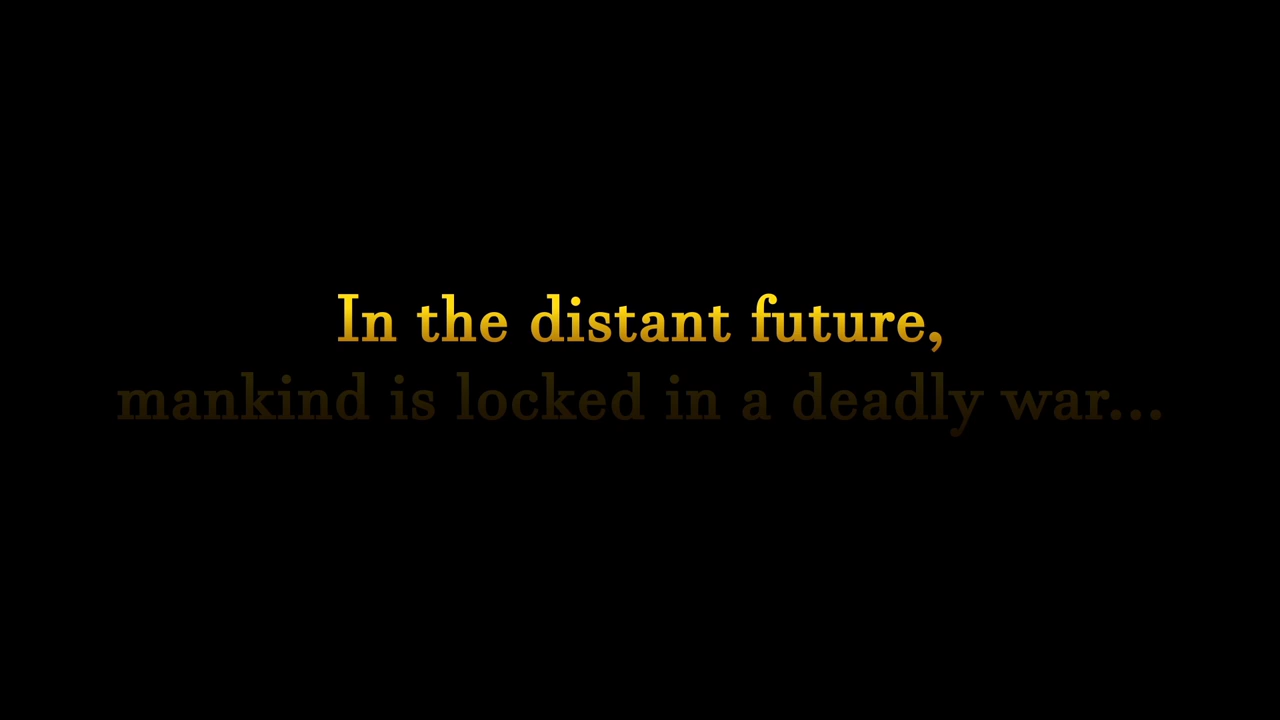 In the distant future,
mankind is locked in a deadly war...